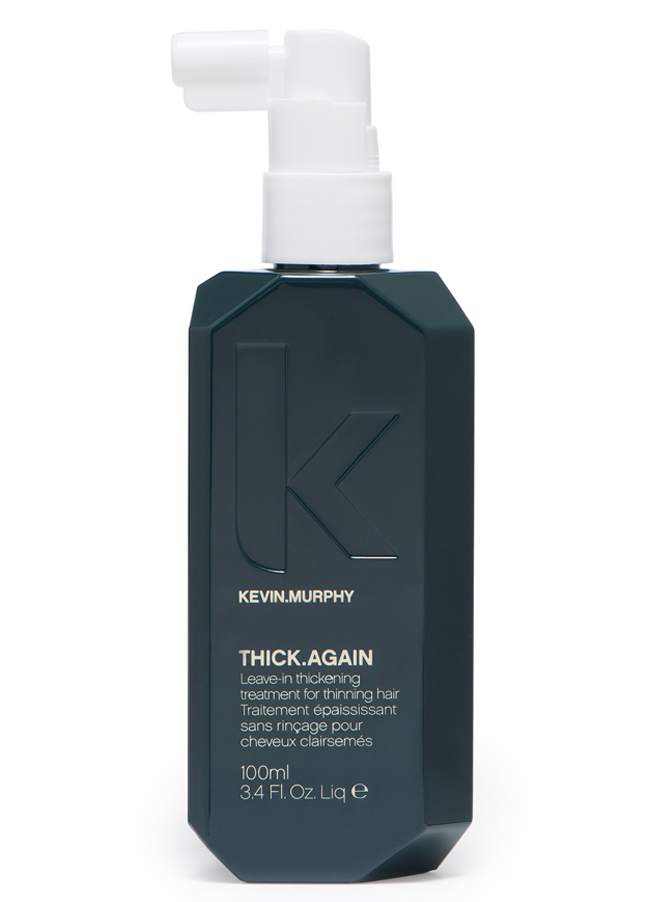 K
KEVIN.MURPHY
THICK.AGAIN
Leave-in thickening
treatment for thinning hair
Traitement épaississant
sans rinçage pour
cheveux clairsemés
100ml
3.4 Fl. Oz. Liq ℮